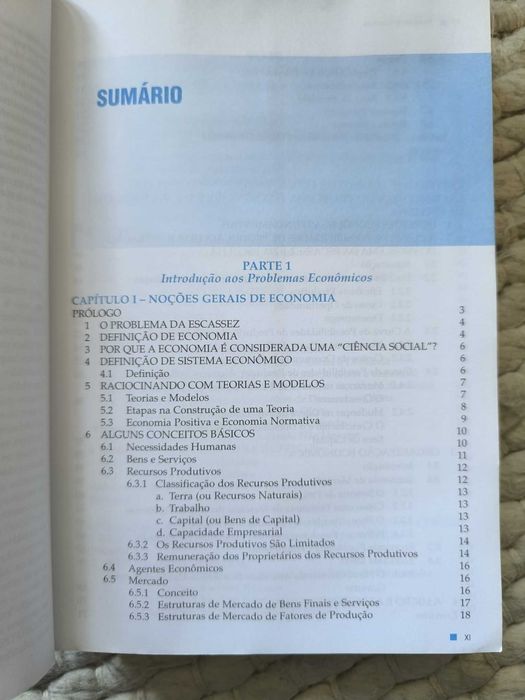 SUMÁRIO
PARTE 1
Introdução aos Problemas Econômicos
CAPÍTULO I – NOÇÕES GERAIS DE ECONOMIA
PRÓLOGO 3
1 O PROBLEMA DA ESCASSEZ 4
2 DEFINIÇÃO DE ECONOMIA 4
3 POR QUE A ECONOMIA É CONSIDERADA UMA “CIÊNCIA SOCIAL”? 6
4 DEFINIÇÃO DE SISTEMA ECONÔMICO 6
4.1 Definição 6
5 RACIOCINANDO COM TEORIAS E MODELOS 7
5.1 Teorias e Modelos 7
5.2 Etapas na Construção de uma Teoria 8
5.3 Economia Positiva e Economia Normativa 9
6 ALGUNS CONCEITOS BÁSICOS 10
6.1 Necessidades Humanas 10
6.2 Bens e Serviços 11
6.3 Recursos Produtivos 12
6.3.1 Classificação dos Recursos Produtivos 12
a. Terra (ou Recursos Naturais) 13
b. Trabalho 13
c. Capital (ou Bens de Capital) 13
d. Capacidade Empresarial 13
6.3.2 Os Recursos Produtivos São Limitados 14
6.3.3 Remuneração dos Proprietários dos Recursos Produtivos 14
6.4 Agentes Econômicos 16
6.5 Mercado 16
6.5.1 Conceito 16
6.5.2 Estruturas de Mercado de Bens Finais e Serviços 17
6.5.3 Estruturas de Mercado de Fatores de Produção 18
XI